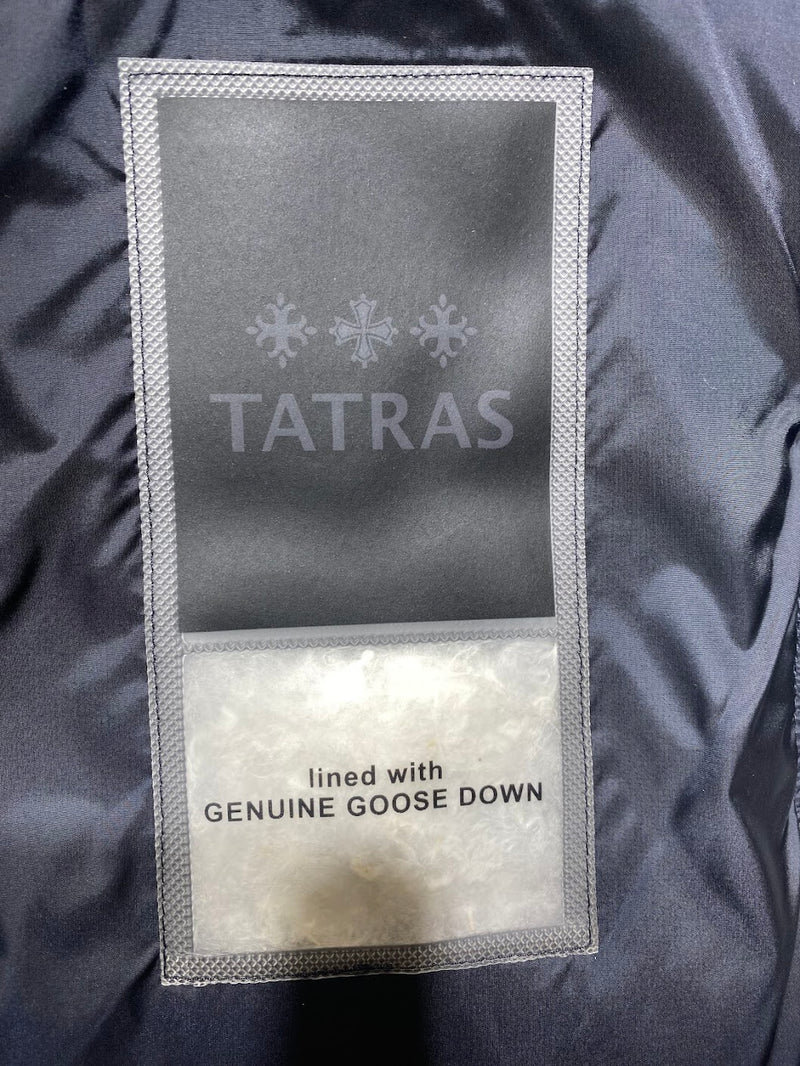 TATRAS
lined with
GENUINE GOOSE DOWN